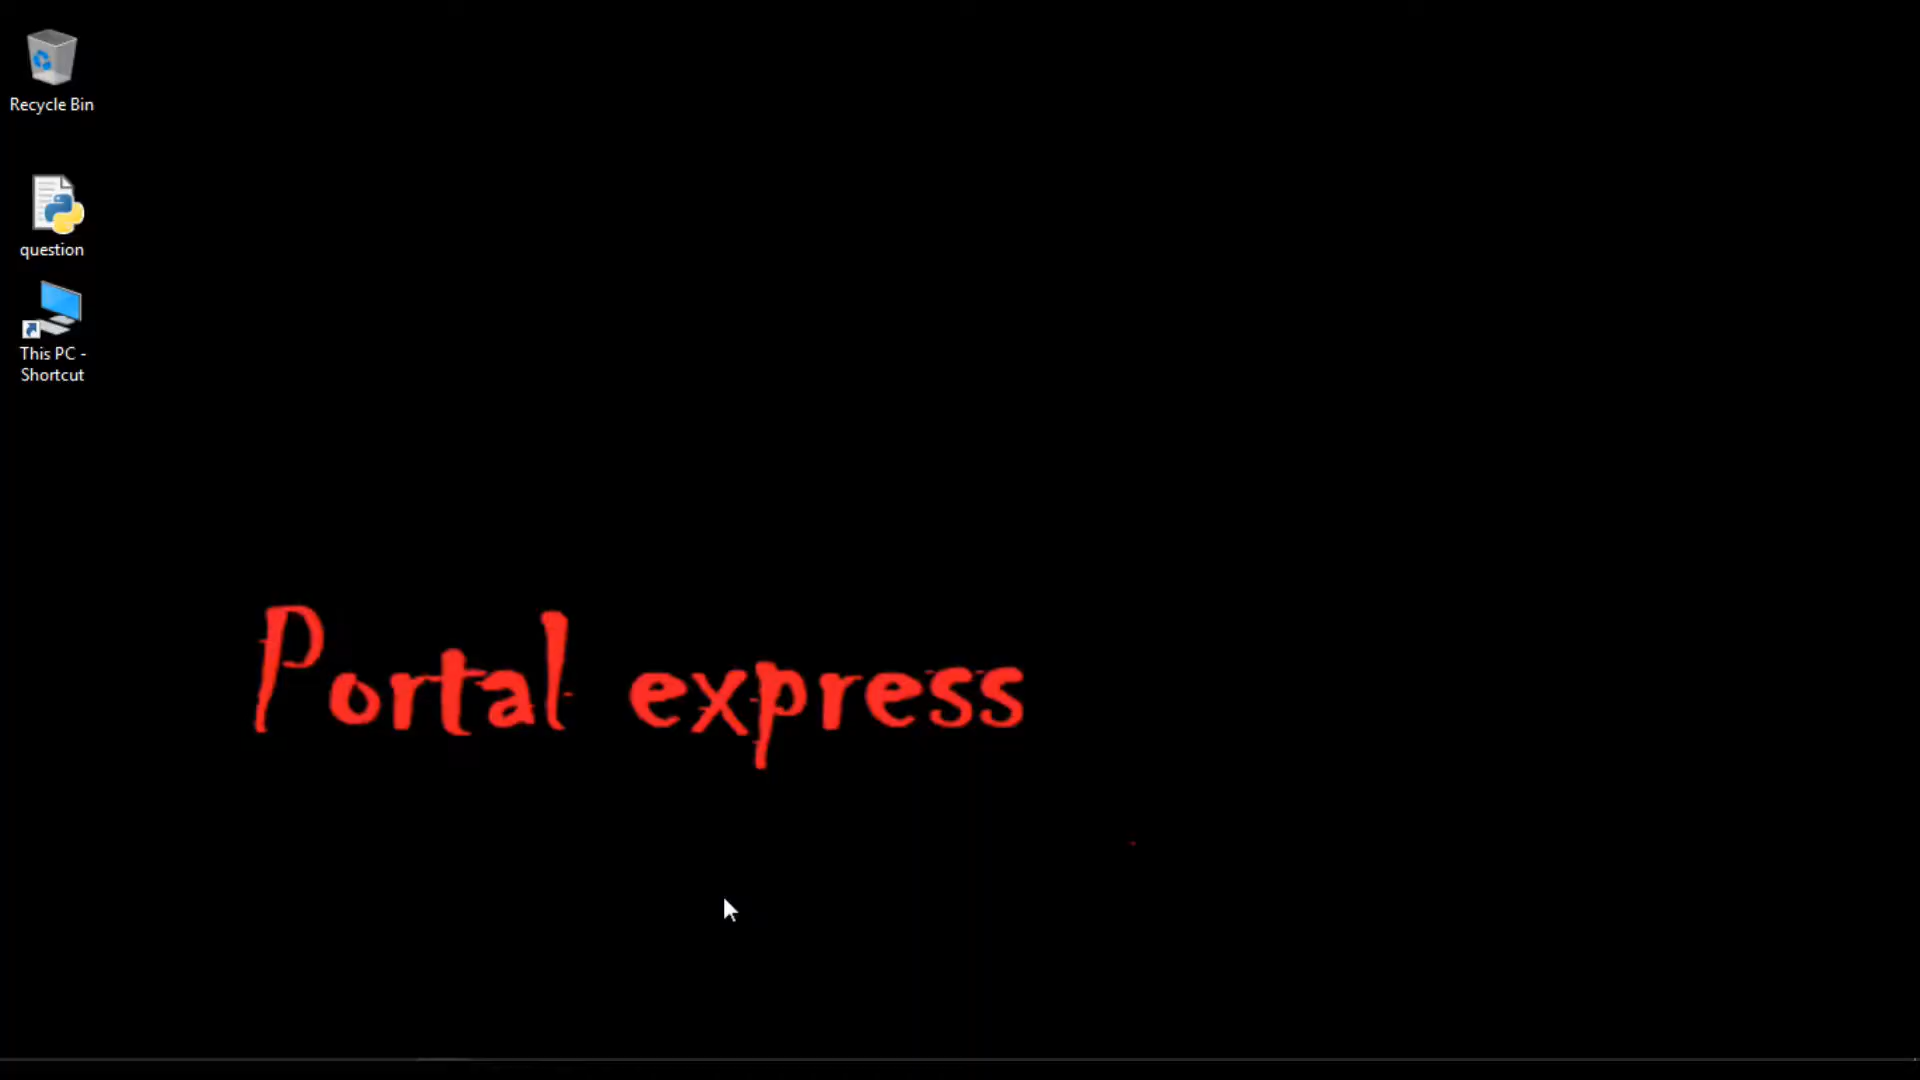 Recycle Bin
question
This PC -
Shortcut
Portal express